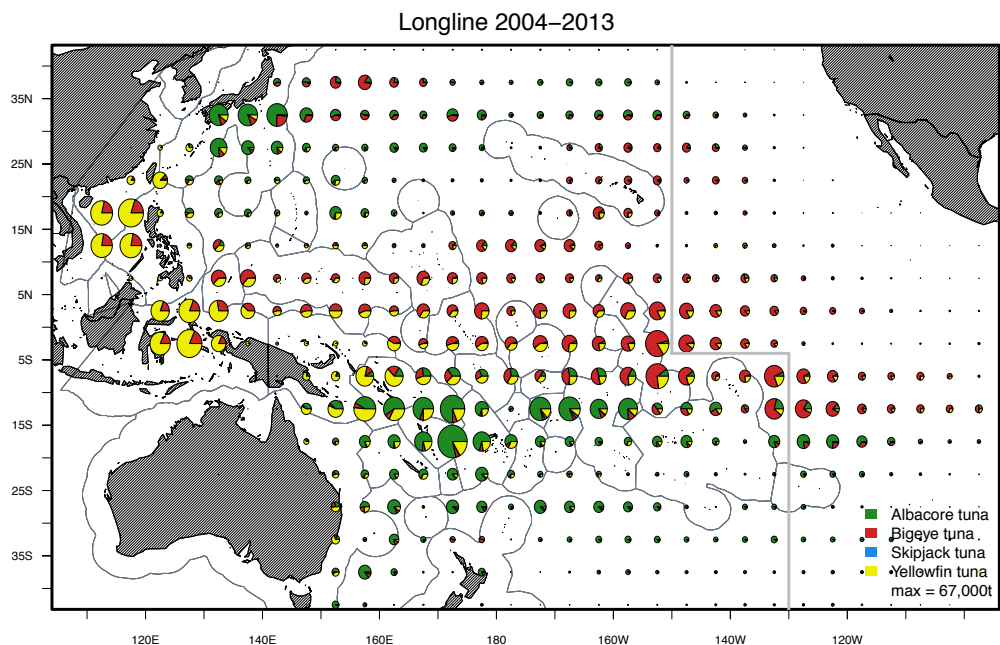 Longline 2004−2013
35N
25N
15N
5N
5S
15S
25S
35S
Albacore tuna
Bigeye tuna
Skipjack tuna
Yellowfin tuna
max = 67,000t
120E
140E
160E
180
160W
140W
120W